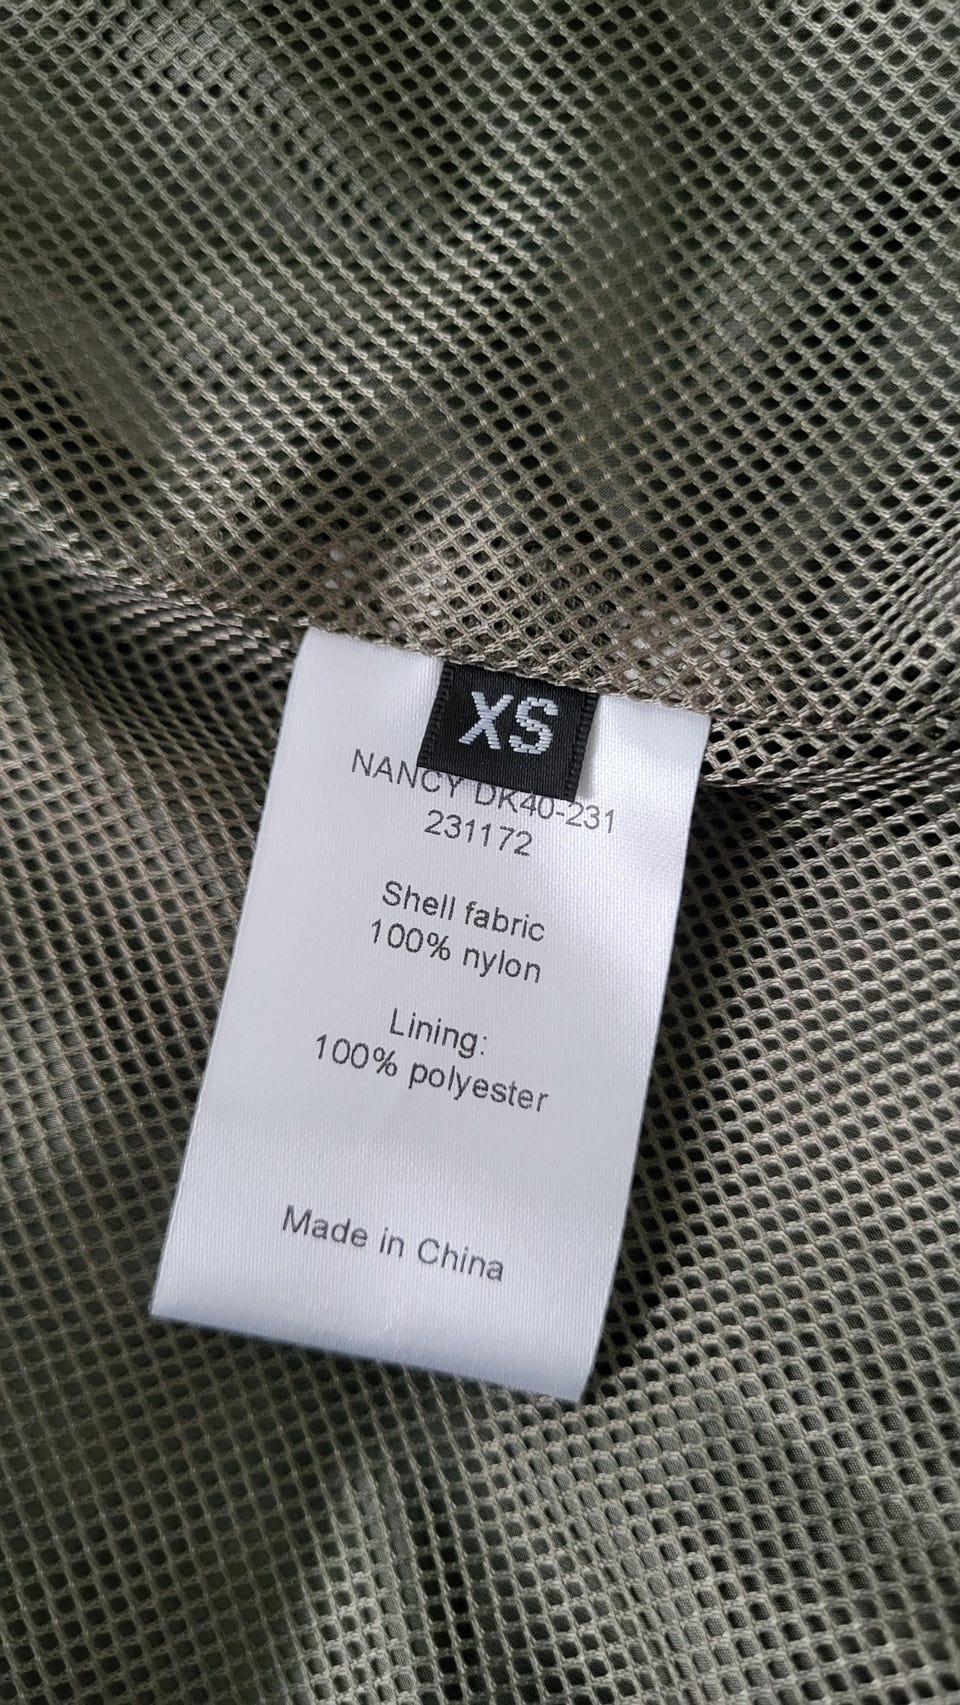 XS
NANCY DK40-231
231172
Shell fabric
100% nylon
Lining:
100% polyester
Made in China